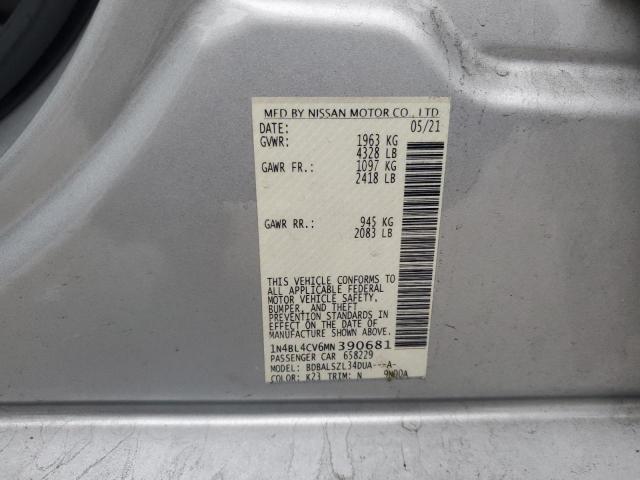 MFD BY NISSAN MOTOR CO., LTD
DATE: 05/21
GVWR: 1963 KG
4328 LB
GAWR FR.: 1097 KG
2418 LB
GAWR RR.: 945 KG
2083 LB
THIS VEHICLE CONFORMS TO
ALL APPLICABLE FEDERAL
MOTOR VEHICLE SAFETY,
BUMPER, AND THEFT
PREVENTION STANDARDS IN
EFFECT ON THE DATE OF
MANUFACTURE SHOWN ABOVE.
1N4BL4CV6MN390681
PASSENGER CAR 658229
MODEL: BDBALSZL34DUA---A-
COLOR: K23 TRIM: N